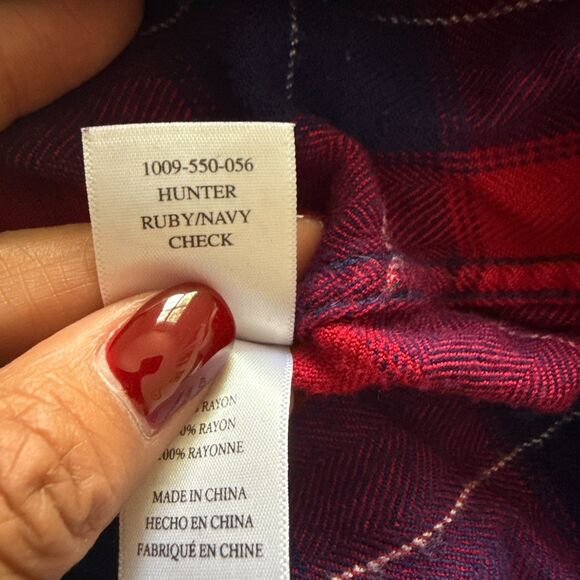 1009-550-056
HUNTER
RUBY/NAVY
CHECK
RAYON
RAYON
RAYONNE
MADE IN CHINA
HECHO EN CHINA
FABRIQUÉ EN CHINE